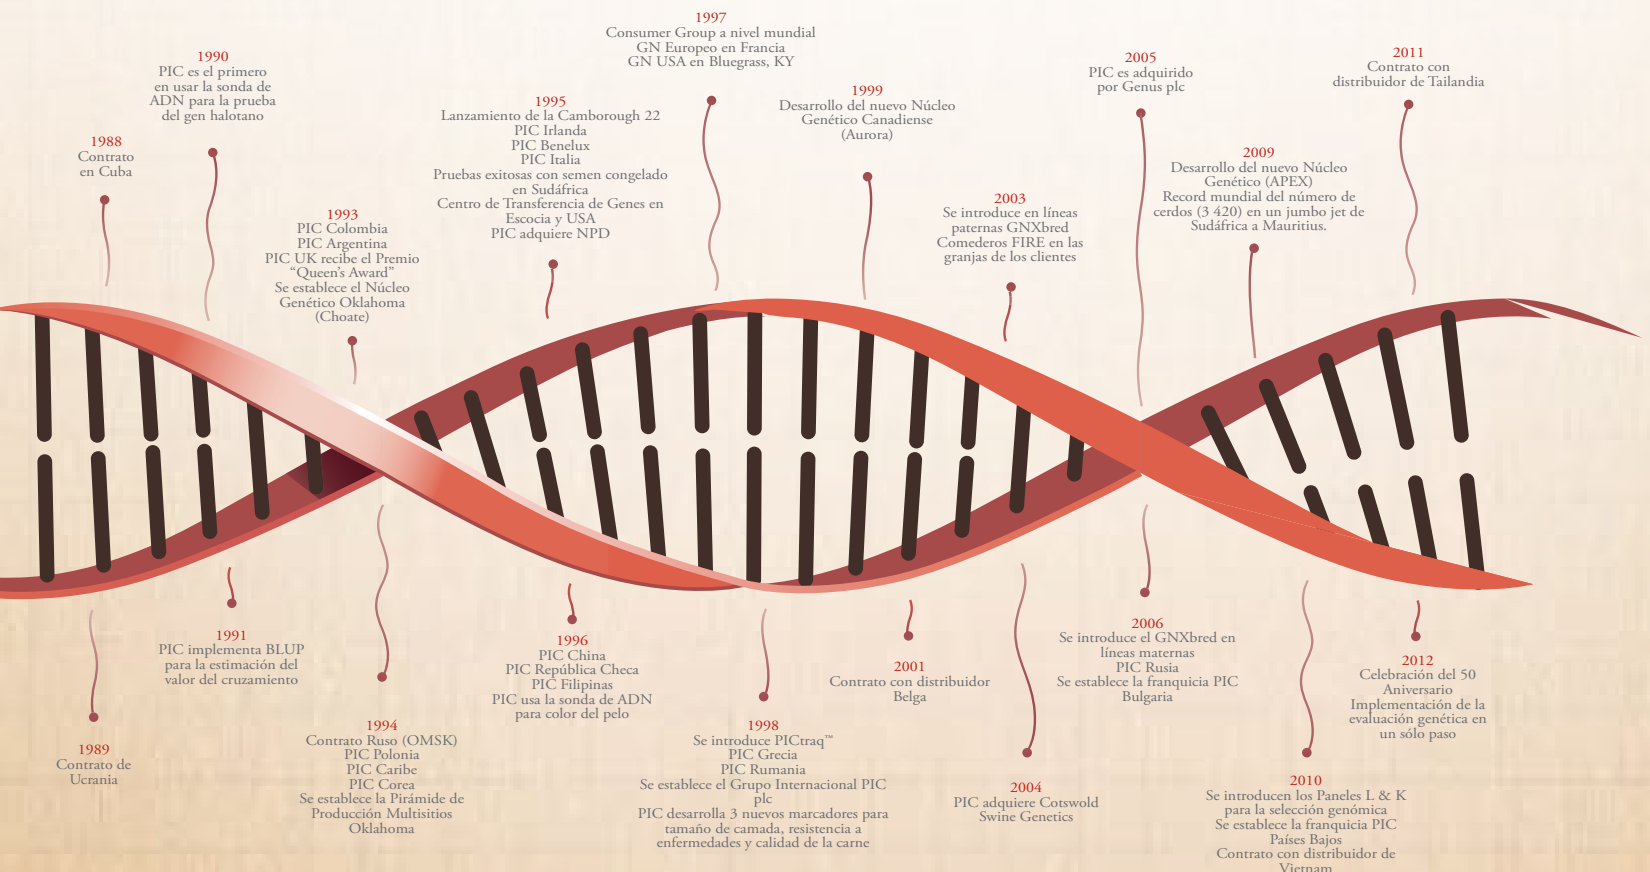 1988
Contrato
en Cuba
1989
Contrato de
Ucrania
1990
PIC es el primero
en usar la sonda de
ADN para la prueba
del gen halotano
1991
PIC implementa BLUP
para la estimación del
valor del cruzamiento
1993
PIC Colombia
PIC Argentina
PIC UK recibe el Premio
“Queen’s Award”
Se establece el Núcleo
Genético Oklahoma
(Choate)
1994
Contrato Ruso (OMSK)
PIC Polonia
PIC Caribe
PIC Corea
Se establece la Pirámide de
Producción Multisitios
Oklahoma
1995
Lanzamiento de la Camborough 22
PIC Irlanda
PIC Benelux
PIC Italia
Pruebas exitosas con semen congelado
en Sudáfrica
Centro de Transferencia de Genes en
Escocia y USA
PIC adquiere NPD
1996
PIC China
PIC República Checa
PIC Filipinas
PIC usa la sonda de ADN
para color del pelo
1997
Consumer Group a nivel mundial
GN Europeo en Francia
GN USA en Bluegrass, KY
1998
Se introduce PICtraq™
PIC Grecia
PIC Rumania
Se establece el Grupo Internacional PIC
plc
PIC desarrolla 3 nuevos marcadores para
tamaño de camada, resistencia a
enfermedades y calidad de la carne
1999
Desarrollo del nuevo Núcleo
Genético Canadiense
(Aurora)
2001
Contrato con distribuidor
Belga
2003
Se introduce en líneas
paternas GNXbred
Comederos FIRE en las
granjas de los clientes
2004
PIC adquiere Cotswold
Swine Genetics
2005
PIC es adquirido
por Genus plc
2006
Se introduce el GNXbred en
líneas maternas
PIC Rusia
Se establece la franquicia PIC
Bulgaria
2009
Desarrollo del nuevo Núcleo
Genético (APEX)
Record mundial del número de
cerdos (3 420) en un jumbo jet de
Sudáfrica a Mauritius.
2010
Se introducen los Paneles L & K
para la selección genómica
Se establece la franquicia PIC
Países Bajos
Contrato con distribuidor de
Vietnam
2011
Contrato con
distribuidor de Tailandia
2012
Celebración del 50
Aniversario
Implementación de la
evaluación genética en
un sólo paso